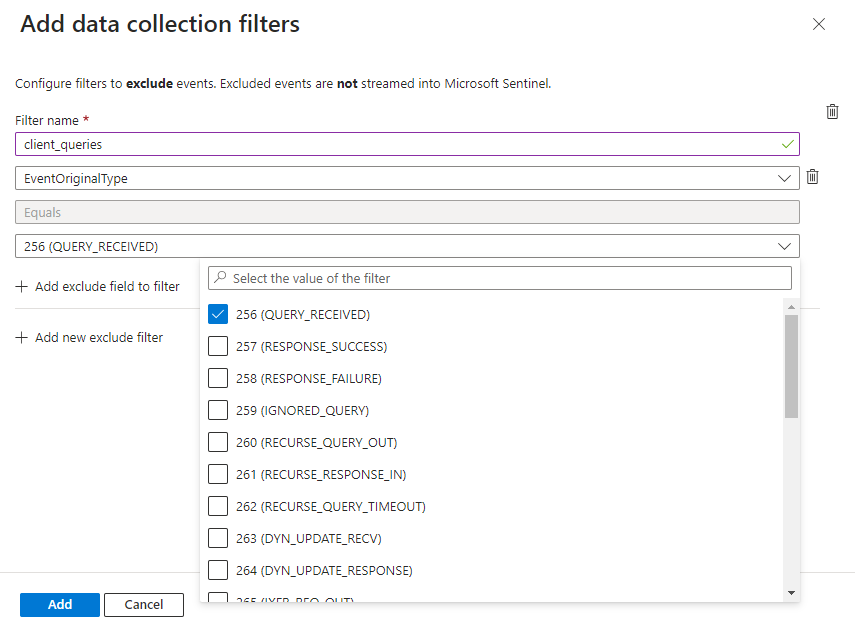 Add data collection filters
Configure filters to exclude events. Excluded events are not streamed into Microsoft Sentinel.
Filter name *
client_queries
EventOriginalType
Equals
256 (QUERY_RECEIVED)
Add exclude field to filter
Add new exclude filter
Select the value of the filter
256 (QUERY_RECEIVED)
257 (RESPONSE_SUCCESS)
258 (RESPONSE_FAILURE)
259 (IGNORED_QUERY)
260 (RECURSE_QUERY_OUT)
261 (RECURSE_RESPONSE_IN)
262 (RECURSE_QUERY_TIMEOUT)
263 (DYN_UPDATE_RECV)
264 (DYN_UPDATE_RESPONSE)
265 (IXFR_REQ_OUT)
Add
Cancel